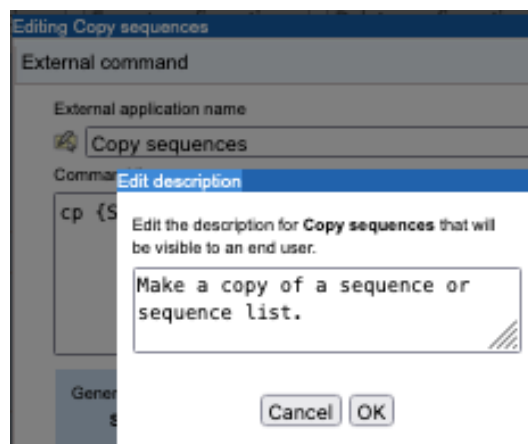 Editing Copy sequences
External command
External application name
Copy sequences
Edit description
cp {S
Edit the description for Copy sequences that will
be visible to an end user.
Make a copy of a sequence or
sequence list.
Cancel OK